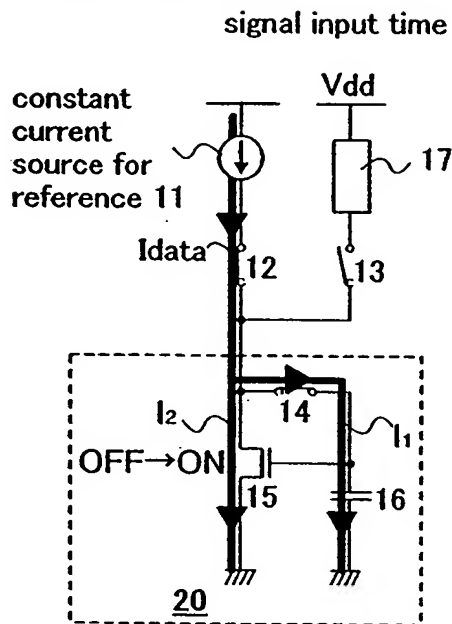 signal input time
constant
current
source for
reference 11
Vdd
17
Idata
12
13
I2
14
I1
OFF→ON
15
16
20